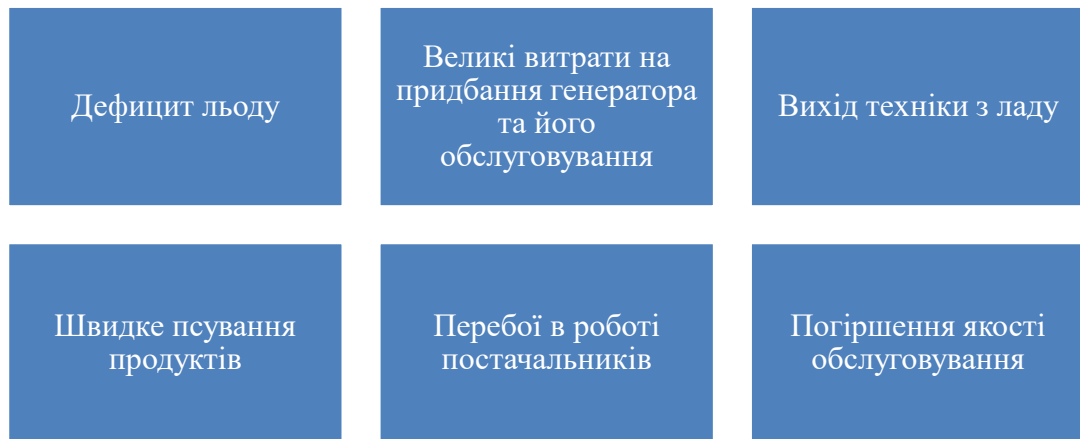 Дефицит льоду
Великі витрати на
придбання генератора
та його
обслуговування
Вихід техніки з ладу
Швидке псування
продуктів
Перебої в роботі
постачальників
Погіршення якості
обслуговування